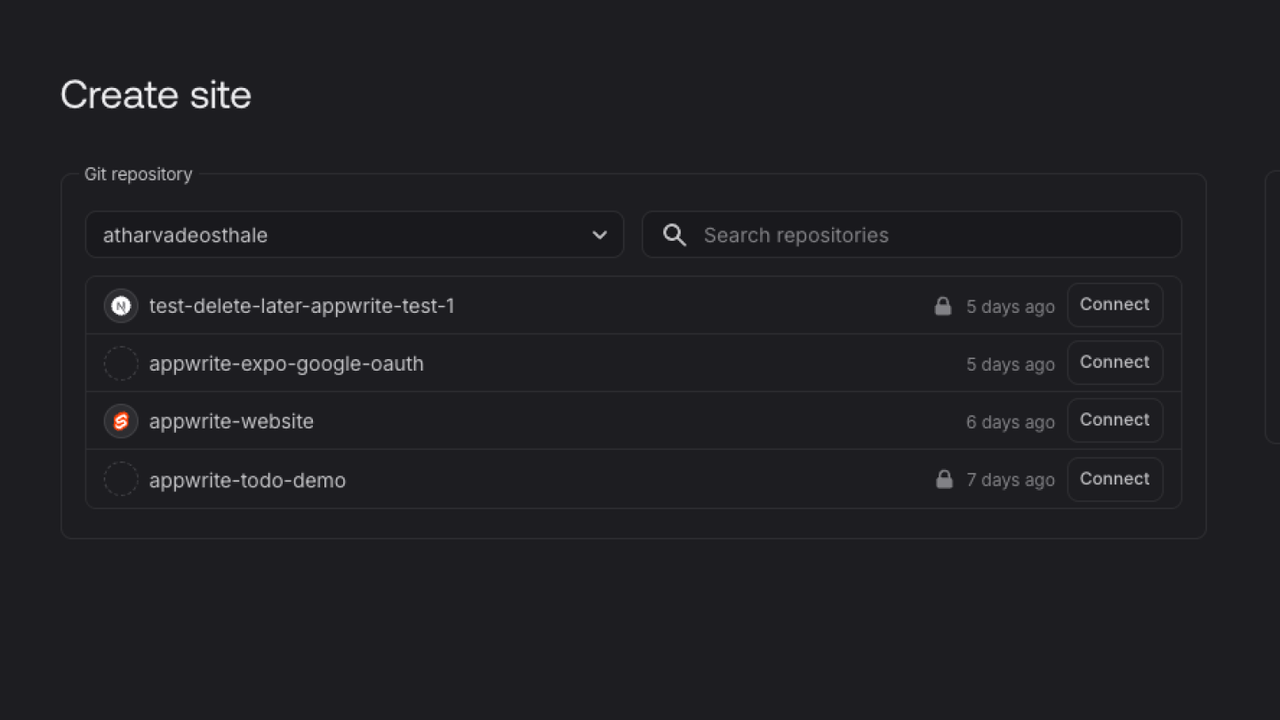 Create site
Git repository
atharvadeosthale
Search repositories
N test-delete-later-appwrite-test-1 5 days ago Connect
appwrite-expo-google-oauth 5 days ago Connect
appwrite-website 6 days ago Connect
appwrite-todo-demo 7 days ago Connect